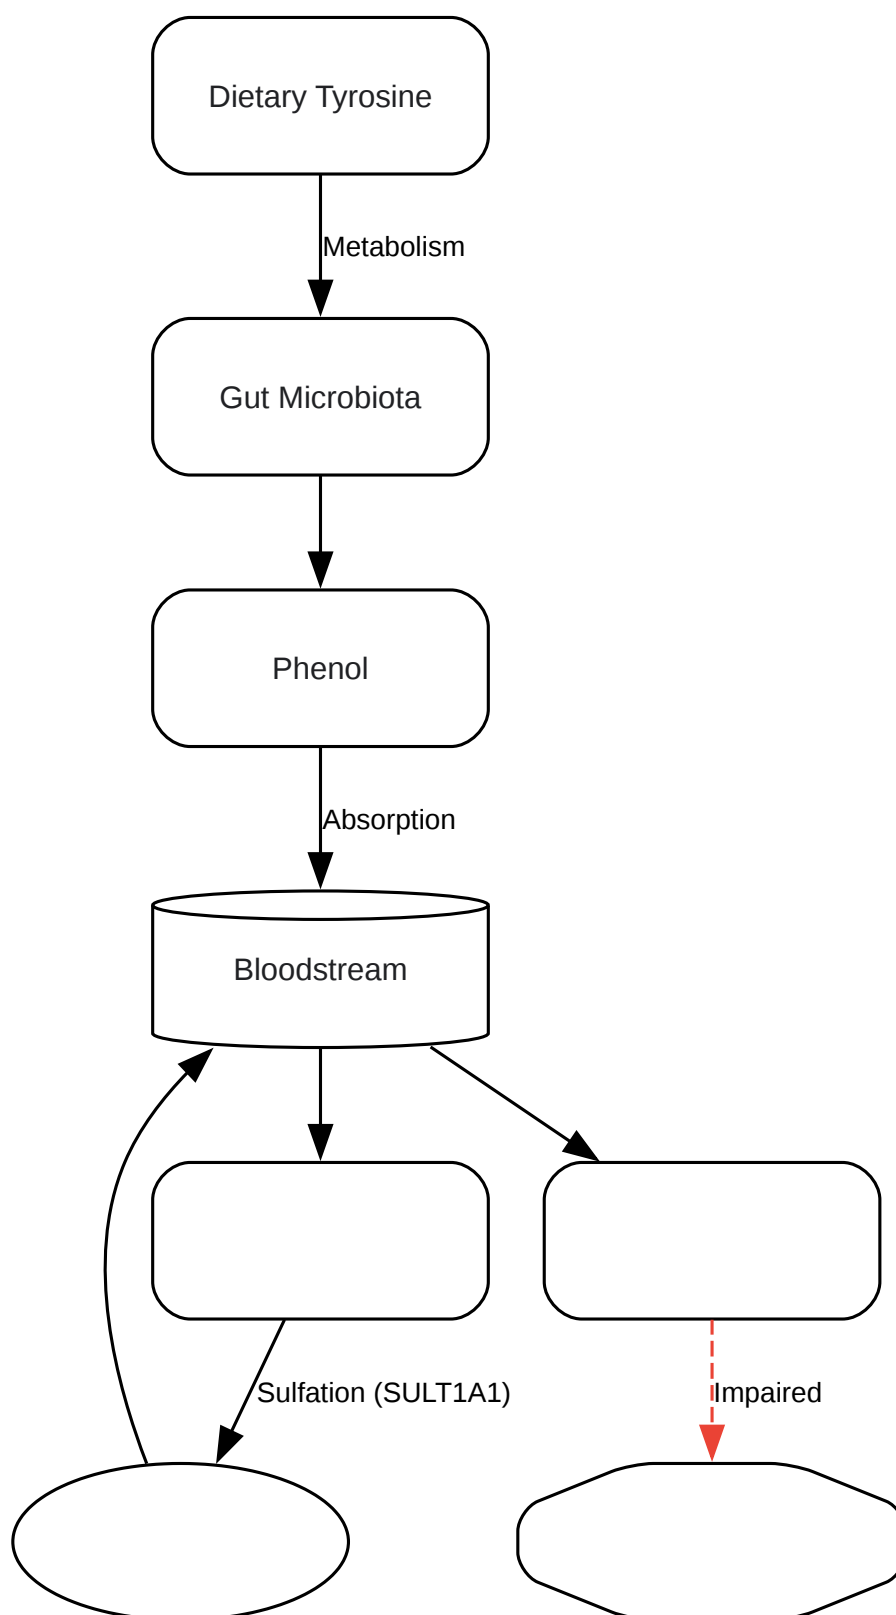 Dietary Tyrosine
Metabolism
Gut Microbiota
Phenol
Absorption
Bloodstream
Sulfation (SULT1A1)
Impaired